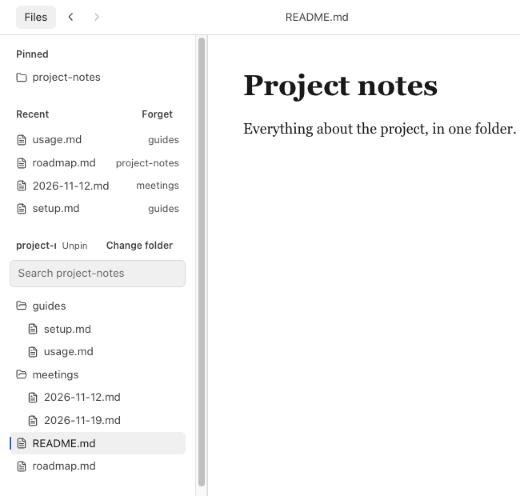 Files
README.md
Pinned
project-notes
Recent Forget
usage.md guides
roadmap.md project-notes
2026-11-12.md meetings
setup.md guides
Unpin Change folder
Search project-notes
guides
setup.md
usage.md
meetings
2026-11-12.md
2026-11-19.md
README.md
roadmap.md
Project notes
Everything about the project, in one folder.